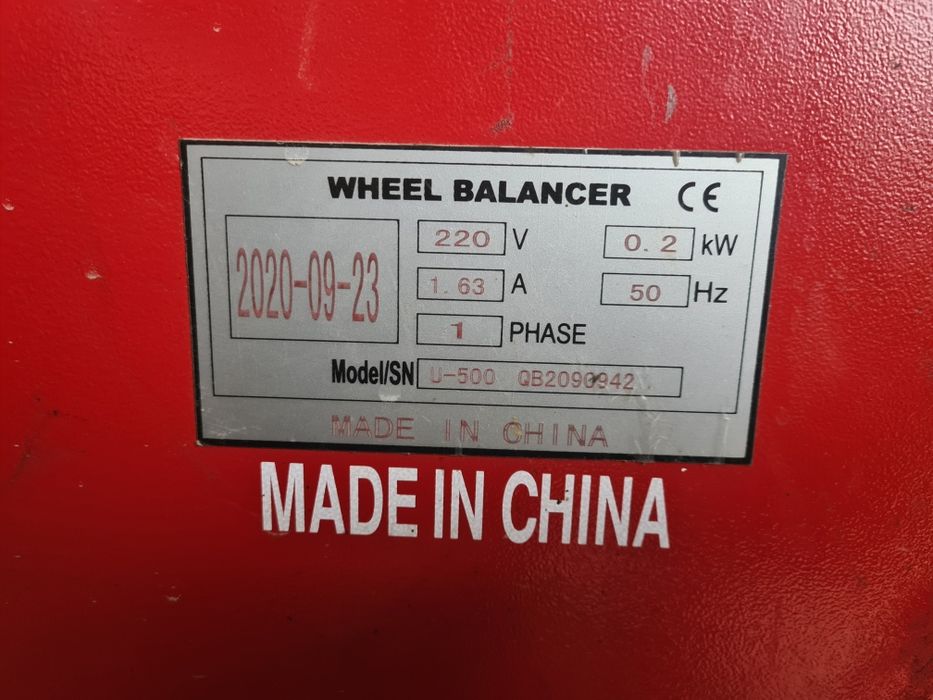 WHEEL BALANCER CE
2020-09-23
220 V 0.2 kW
1.63 A 50 Hz
1 PHASE
Model/SN U-500 QB2090942
MADE IN CHINA
MADE IN CHINA